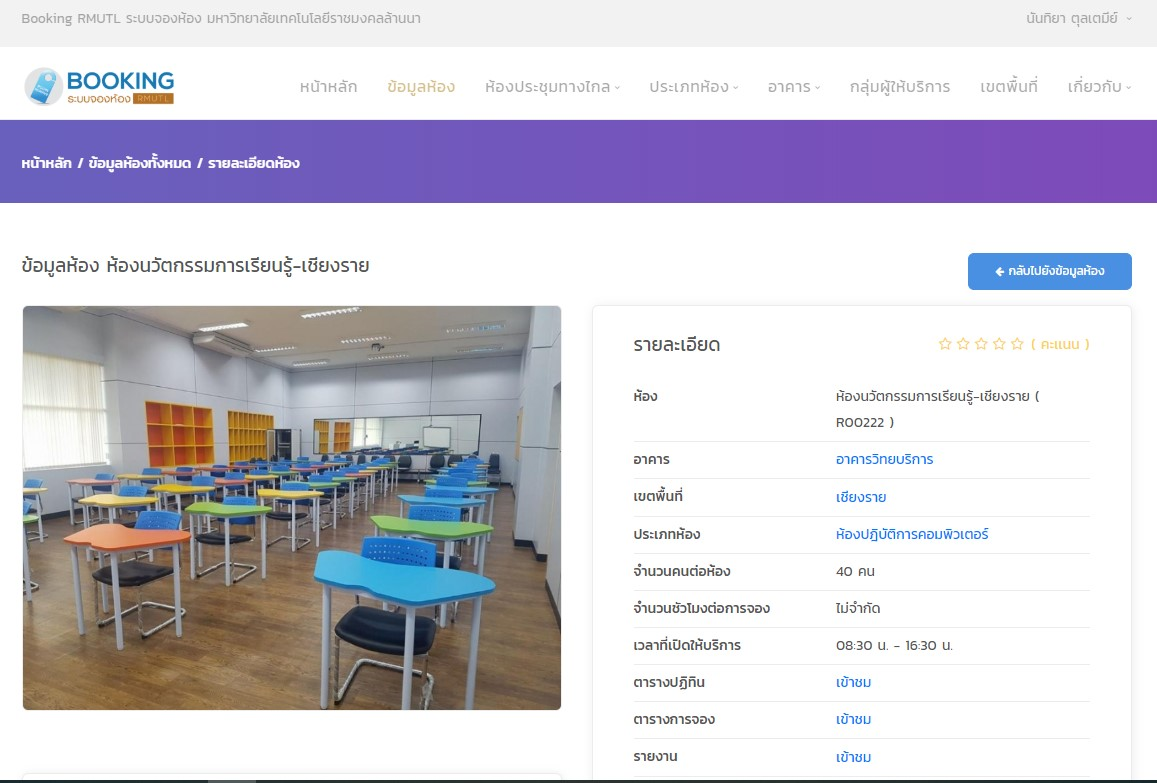 Booking RMUTL ระบบจองห้อง มหาวิทยาลัยเทคโนโลยีราชมงคลล้านนา
นันทิยา ตุลเตมีย์
BOOKING
ระบบจองห้อง RMUTL
หน้าหลัก ข้อมูลห้อง ห้องประชุมทางไกล ประเภทห้อง อาคาร กลุ่มผู้ให้บริการ เขตพื้นที่ เกี่ยวกับ
หน้าหลัก / ข้อมูลห้องทั้งหมด / รายละเอียดห้อง
ข้อมูลห้อง ห้องนวัตกรรมการเรียนรู้-เชียงราย
กลับไปยังข้อมูลห้อง
รายละเอียด
( คะแนน )
ห้อง ห้องนวัตกรรมการเรียนรู้-เชียงราย (
R00222 )
อาคาร อาคารวิทยบริการ
เขตพื้นที่ เชียงราย
ประเภทห้อง ห้องปฏิบัติการคอมพิวเตอร์
จำนวนคนต่อห้อง 40 คน
จำนวนชัวโมงต่อการจอง ไม่จำกัด
เวลาที่เปิดให้บริการ 08:30 น. - 16:30 น.
ตารางปฏิทิน เข้าชม
ตารางการจอง เข้าชม
รายงาน เข้าชม